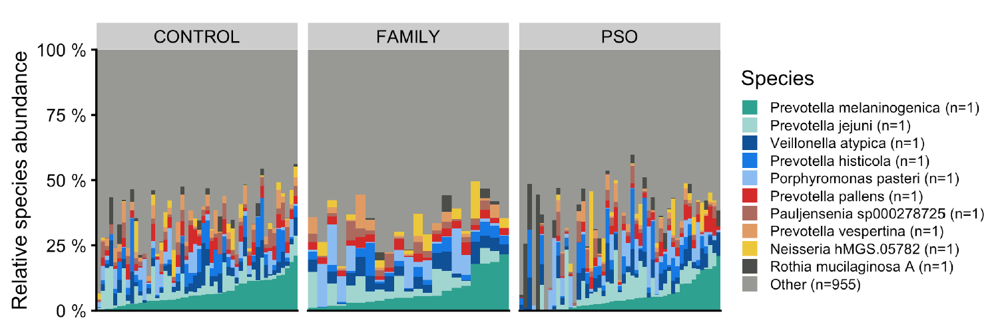 CONTROL FAMILY PSO
Relative species abundance
100 %
75 %
50 %
25 %
0 %
Species
Prevotella melaninogenica (n=1)
Prevotella jejuni (n=1)
Veillonella atypica (n=1)
Prevotella histicola (n=1)
Porphyromonas pasteri (n=1)
Prevotella pallens (n=1)
Pauljensenia sp000278725 (n=1)
Prevotella vespertina (n=1)
Neisseria hMGS.05782 (n=1)
Rothia mucilaginosa A (n=1)
Other (n=955)